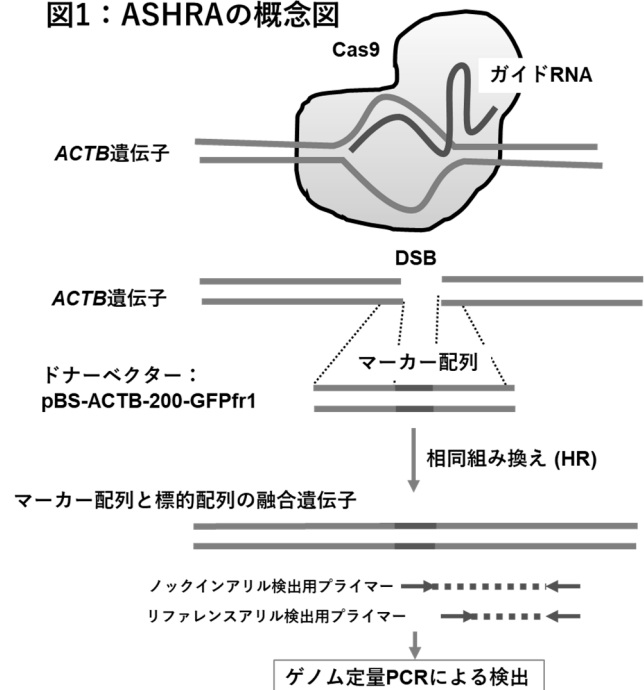 図1：ASHRAの概念図
Cas9
ガイドRNA
ACTB遺伝子
DSB
ACTB遺伝子
マーカー配列
ドナーベクター：
pBS-ACTB-200-GFPfr1
相同組み換え (HR)
マーカー配列と標的配列の融合遺伝子
ノックインアリル検出用プライマー
リファレンスアリル検出用プライマー
ゲノム定量PCRによる検出